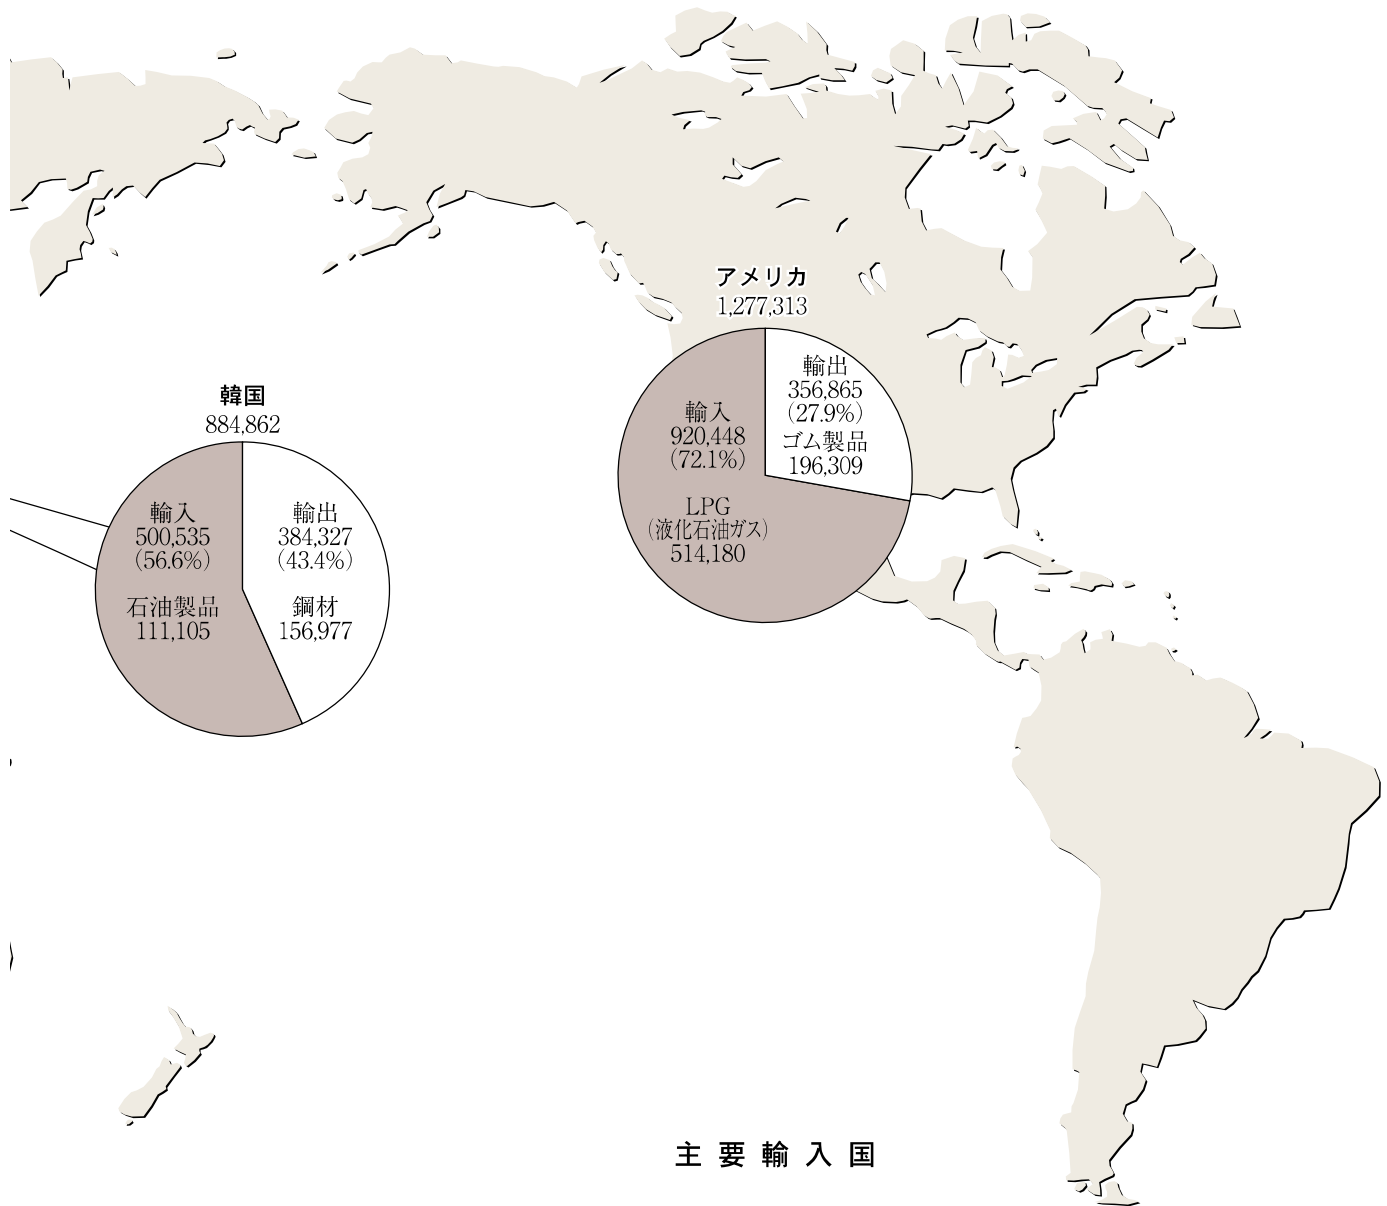 アメリカ
1,277,313
輸出
356,865
(27.9%)
ゴム製品
196,309
輸入
920,448
(72.1%)
LPG
(液化石油ガス)
514,180
韓国
884,862
輸入
500,535
(56.6%)
石油製品
111,105
輸出
384,327
(43.4%)
鋼材
156,977
主要輸入国